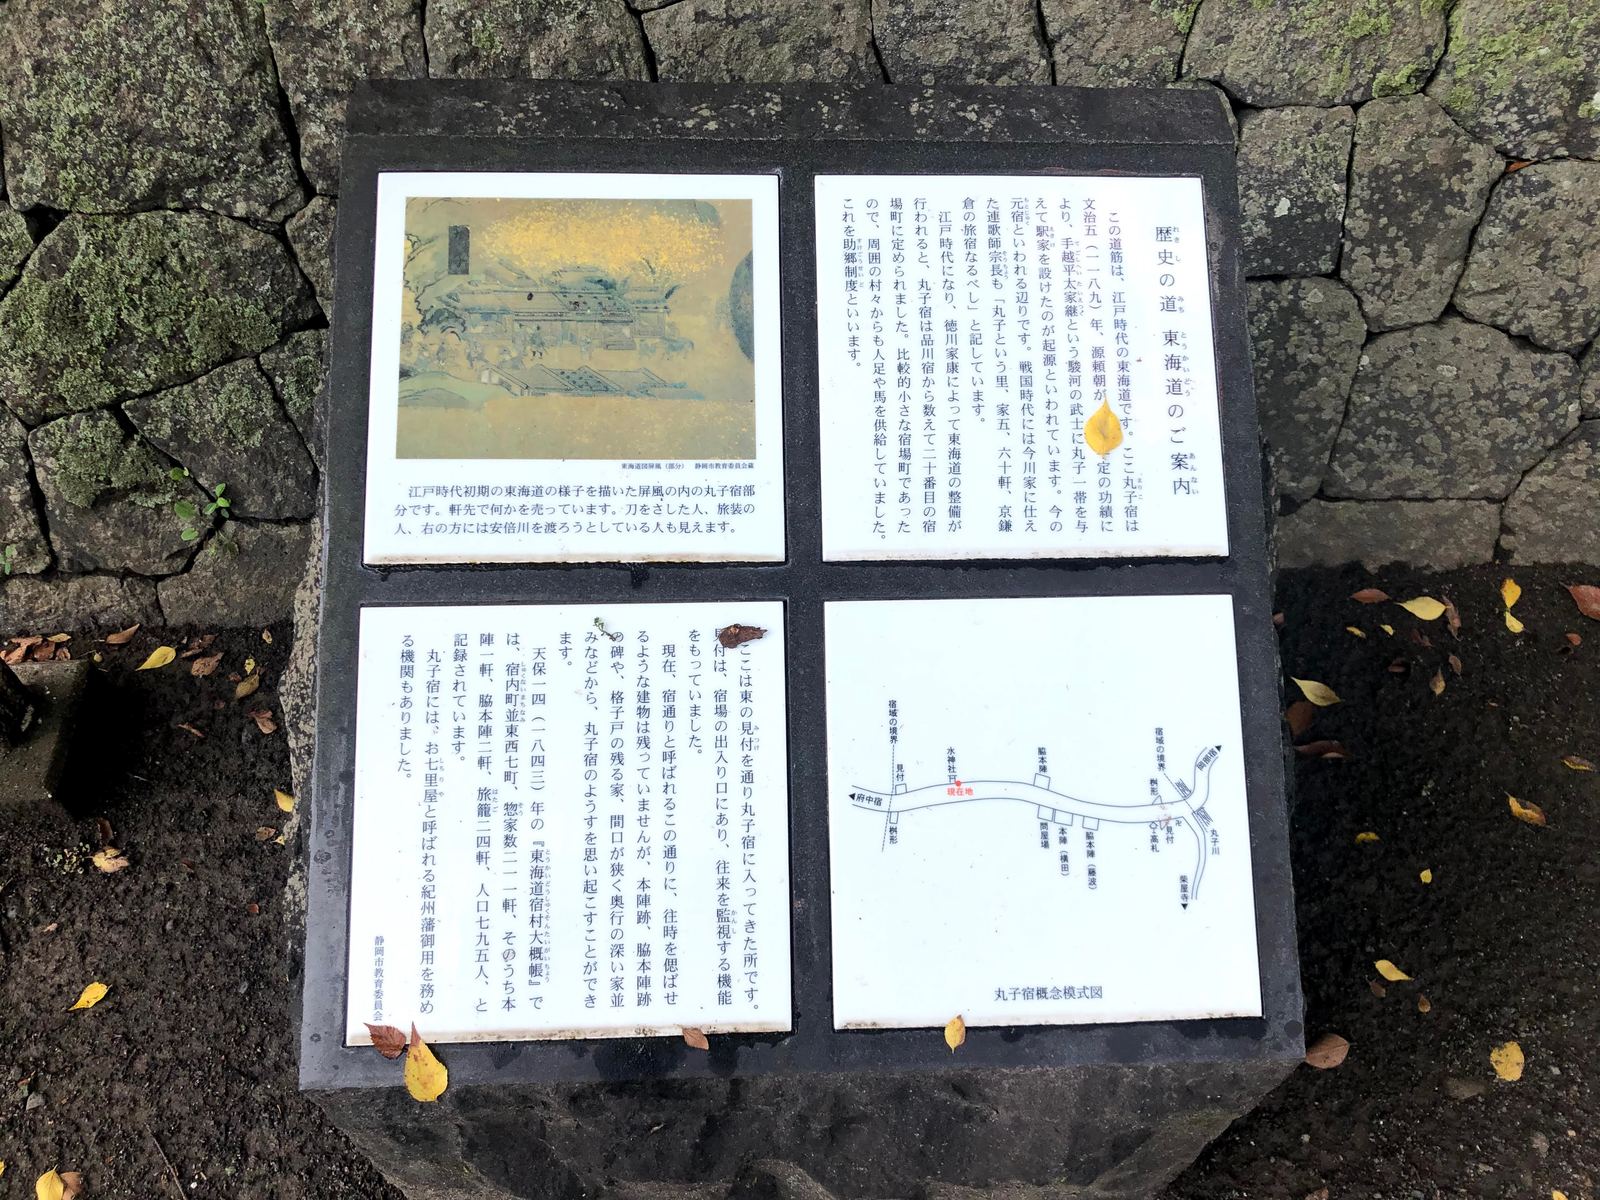 歴史の道 東海道のご案内
この道筋は、江戸時代の東海道です。ここ丸子宿は
文治五（一一八九）年、源頼朝が 定の功績に
より、手越平太家継という駿河の武士に丸子一帯を与
えて駅家を設けたのが起源といわれています。今の
元宿といわれる辺りです。戦国時代には今川家に仕え
た連歌師宗長も「丸子という里、家五、六十軒、京鎌
倉の旅宿なるべし」と記しています。
江戸時代になり、徳川家康によって東海道の整備が
行われると、丸子宿は品川宿から数えて二十番目の宿
場町に定められました。比較的小さな宿場町であった
ので、周囲の村々からも人足や馬を供給していました。
これを助郷制度といいます。
東海道図屏風（部分） 静岡市教育委員会蔵
江戸時代初期の東海道の様子を描いた屏風の内の丸子宿部
分です。軒先で何かを売っています。刀をさした人、旅装の
人、右の方には安倍川を渡ろうとしている人も見えます。
宿域の境界
見付
水神社
現在地
脇本陣
宿域の境界
桝形
岡部宿
府中宿
桝形
問屋場
本陣（横田）
脇本陣（藤波）
高札
見付
卍
丸子川
柴屋寺
丸子宿概念模式図
ここは東の見付を通り丸子宿に入ってきた所です。
見付は、宿場の出入り口にあり、往来を監視する機能
をもっていました。
現在、宿通りと呼ばれるこの通りに、往時を偲ばせ
るような建物は残っていませんが、本陣跡、脇本陣跡
の碑や、格子戸の残る家、間口が狭く奥行の深い家並
みなどから、丸子宿のようすを思い起こすことができ
ます。
天保一四（一八四三）年の『東海道宿村大概帳』で
は、宿内町並東西七町、惣家数二一一軒、そのうち本
陣一軒、脇本陣二軒、旅籠二四軒、人口七九五人、と
記録されています。
丸子宿には、お七里屋と呼ばれる紀州藩御用を務め
る機関もありました。
静岡市教育委員会